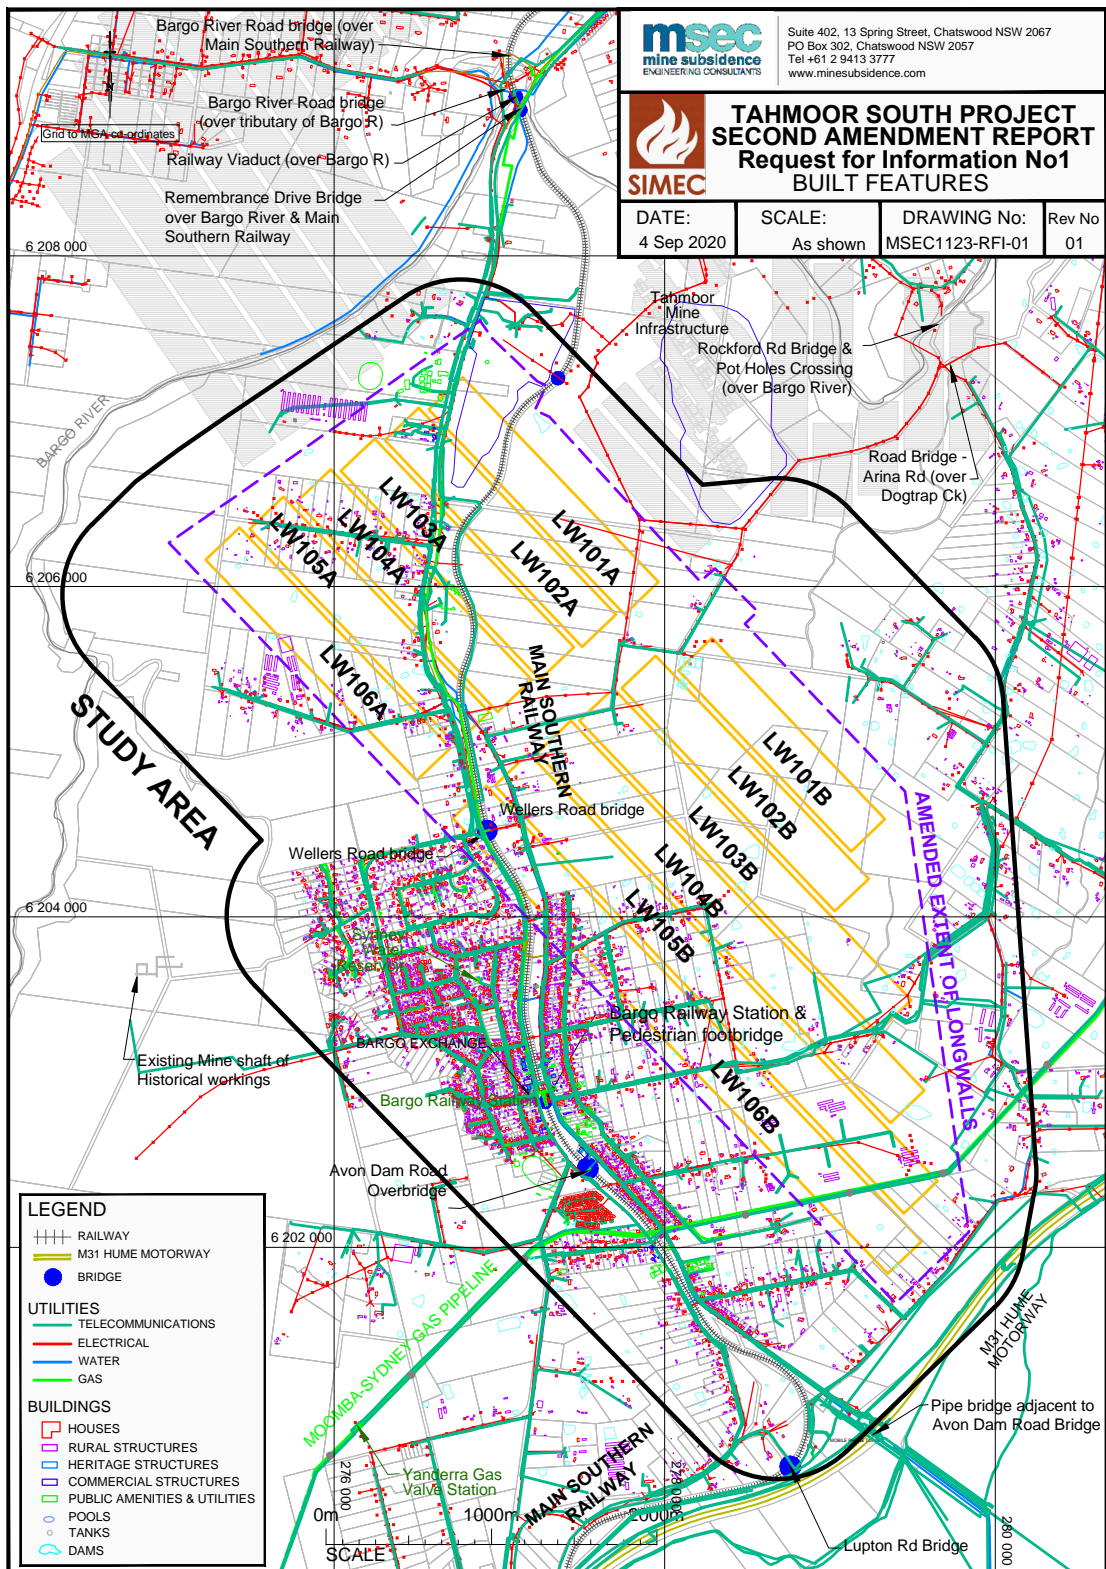 msec
mine subsidence
ENGINEERING CONSULTANTS
Suite 402, 13 Spring Street, Chatswood NSW 2067
PO Box 302, Chatswood NSW 2057
Tel +61 2 9413 3777
www.minesubsidence.com
SIMEC
TAHMOOR SOUTH PROJECT
SECOND AMENDMENT REPORT
Request for Information No1
BUILT FEATURES
DATE:
4 Sep 2020
SCALE:
As shown
DRAWING No:
MSEC1123-RFI-01
Rev No
01
Bargo River Road bridge (over
Main Southern Railway)
Bargo River Road bridge
(over tributary of Bargo R)
Grid to MGA co-ordinates
Railway Viaduct (over Bargo R)
Remembrance Drive Bridge
over Bargo River & Main
Southern Railway
6 208 000
Tahmoor
Mine
Infrastructure
Rockford Rd Bridge &
Pot Holes Crossing
(over Bargo River)
BARGO RIVER
Road Bridge -
Arina Rd (over
Dogtrap Ck)
LW101A
LW102A
LW103A
LW104A
LW105A
LW106A
6 206 000
MAIN SOUTHERN
RAILWAY
STUDY AREA
LW101B
LW102B
LW103B
LW104B
LW105B
LW106B
AMENDED EXTENT OF LONGWALLS
Wellers Road bridge
Wellers Road bridge
6 204 000
Sydney
Water
Reservoir
Bargo Railway Station &
Pedestrian footbridge
BARGO EXCHANGE
Existing Mine shaft of
Historical workings
Bargo Railway Station
Avon Dam Road
Overbridge
6 202 000
MOOMBA-SYDNEY GAS PIPELINE
M31 HUME
MOTORWAY
Pipe bridge adjacent to
Avon Dam Road Bridge
Yanderra Gas
Valve Station
MAIN SOUTHERN
RAILWAY
Lupton Rd Bridge
276 000
278 000
280 000
0m
1000m
2000m
SCALE
LEGEND
RAILWAY
M31 HUME MOTORWAY
BRIDGE
UTILITIES
TELECOMMUNICATIONS
ELECTRICAL
WATER
GAS
BUILDINGS
HOUSES
RURAL STRUCTURES
HERITAGE STRUCTURES
COMMERCIAL STRUCTURES
PUBLIC AMENITIES & UTILITIES
POOLS
TANKS
DAMS